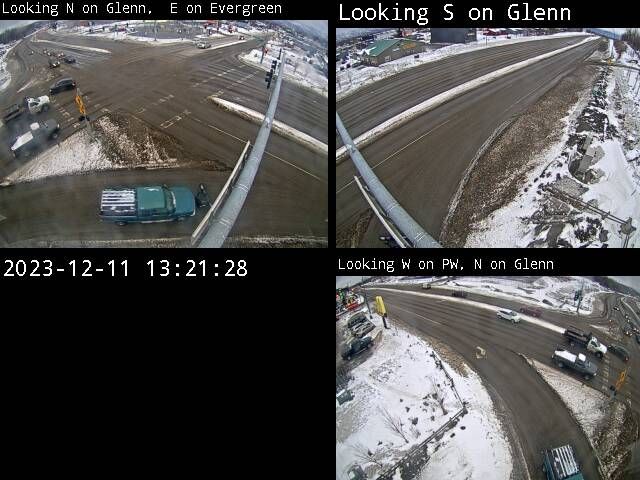 Looking N on Glenn,  E on Evergreen
Looking S on Glenn
2023-12-11 13:21:28
Looking W on PW, N on Glenn